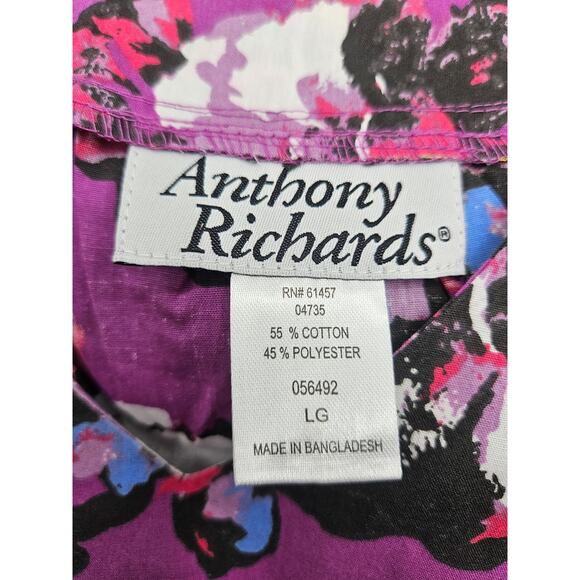 Anthony
Richards®
RN# 61457
04735
55 % COTTON
45 % POLYESTER
056492
LG
MADE IN BANGLADESH